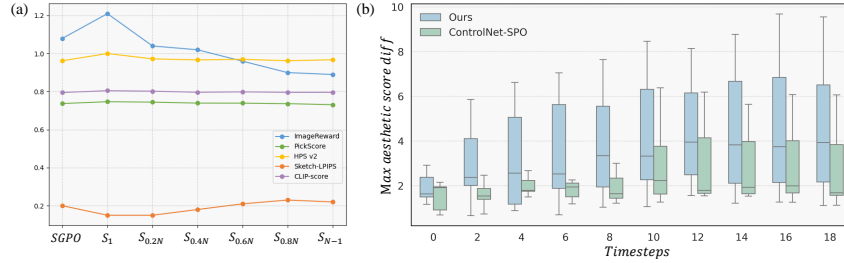 (a)
1.2
1.0
0.8
0.6
0.4
0.2
ImageReward
PickScore
HPS v2
Sketch-LPIPS
CLIP-score
SGPO S₁ S₀.₂N S₀.₄N S₀.₆N S₀.₈N S_N−1
(b)
Max aesthetic score diff
10
8
6
4
2
Ours
ControlNet-SPO
0 2 4 6 8 10 12 14 16 18
Timesteps